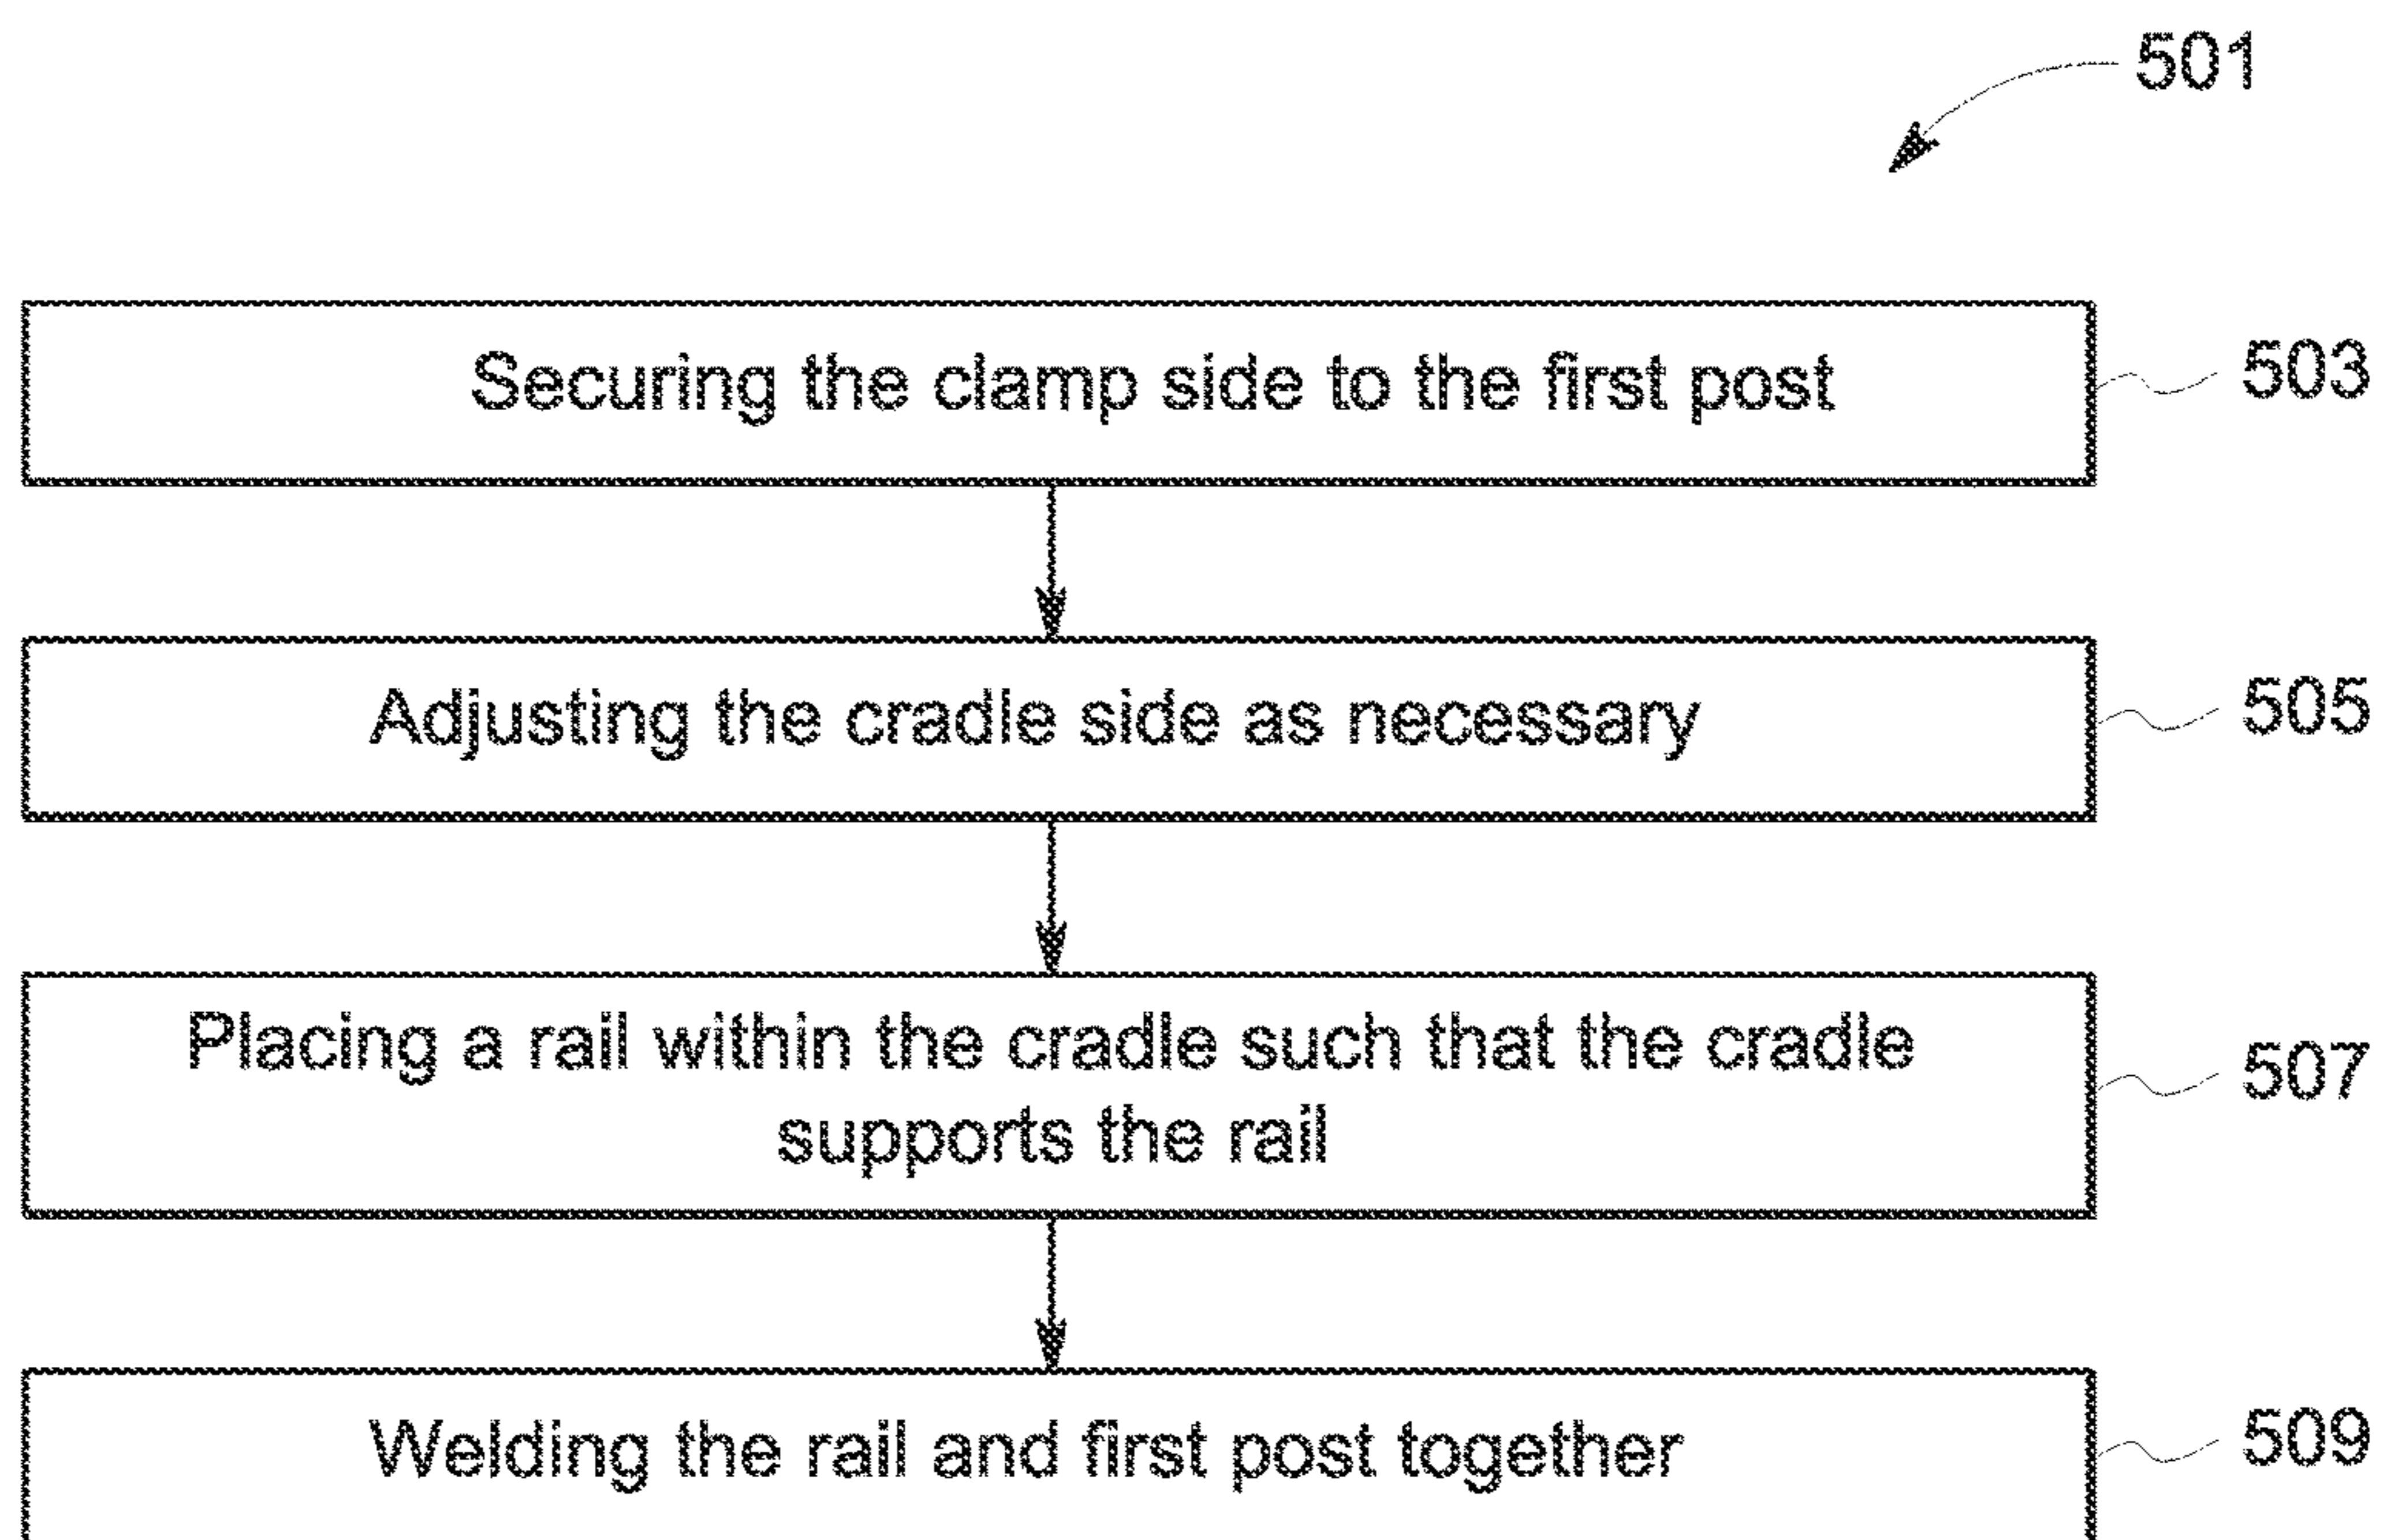 501
Securing the clamp side to the first post
503
Adjusting the cradle side as necessary
505
Placing a rail within the cradle such that the cradle
supports the rail
507
Welding the rail and first post together
509